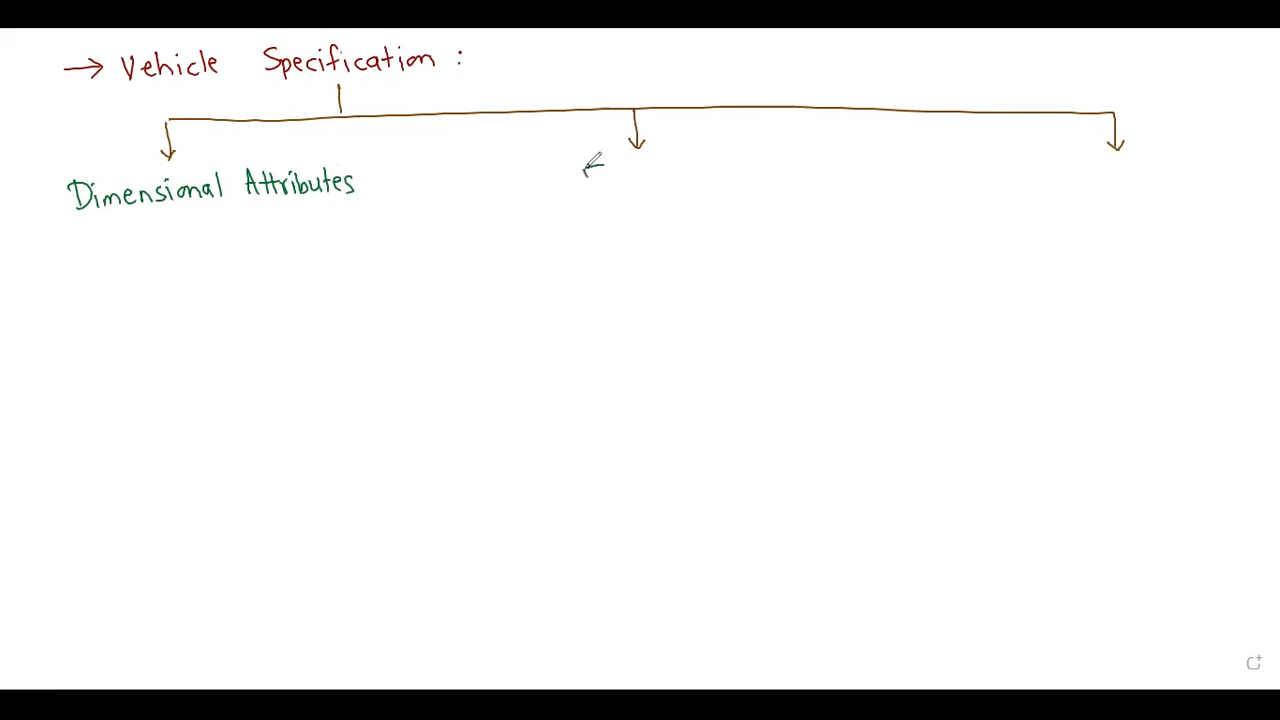 → Vehicle Specification :
Dimensional Attributes